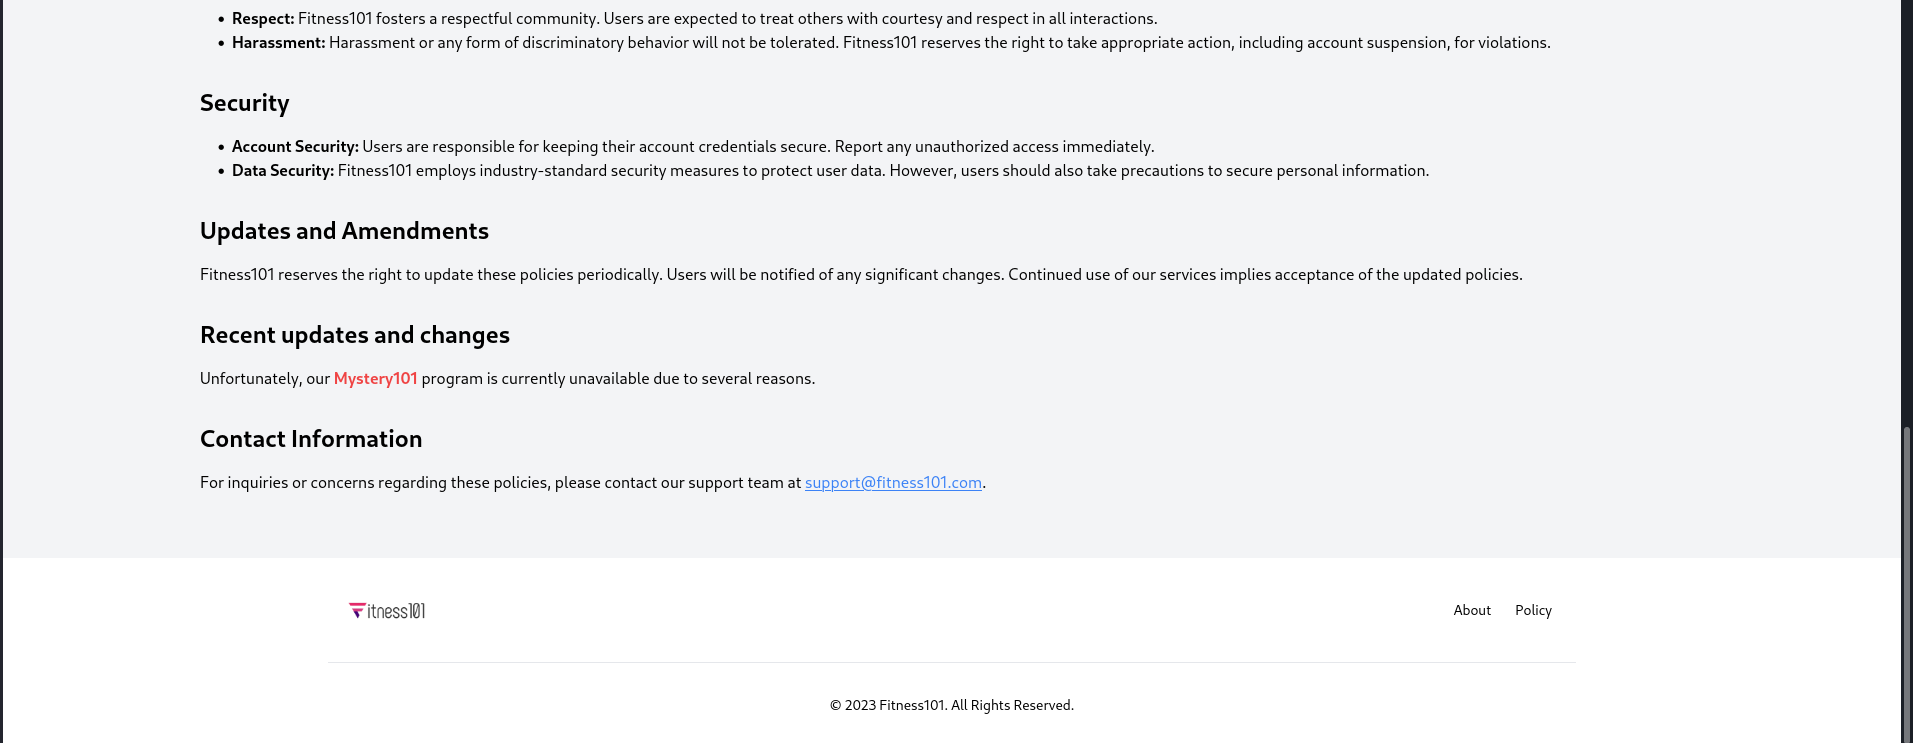 • Respect: Fitness101 fosters a respectful community. Users are expected to treat others with courtesy and respect in all interactions.
• Harassment: Harassment or any form of discriminatory behavior will not be tolerated. Fitness101 reserves the right to take appropriate action, including account suspension, for violations.
Security
• Account Security: Users are responsible for keeping their account credentials secure. Report any unauthorized access immediately.
• Data Security: Fitness101 employs industry-standard security measures to protect user data. However, users should also take precautions to secure personal information.
Updates and Amendments
Fitness101 reserves the right to update these policies periodically. Users will be notified of any significant changes. Continued use of our services implies acceptance of the updated policies.
Recent updates and changes
Unfortunately, our Mystery101 program is currently unavailable due to several reasons.
Contact Information
For inquiries or concerns regarding these policies, please contact our support team at support@fitness101.com.
Fitness101
About
Policy
© 2023 Fitness101. All Rights Reserved.